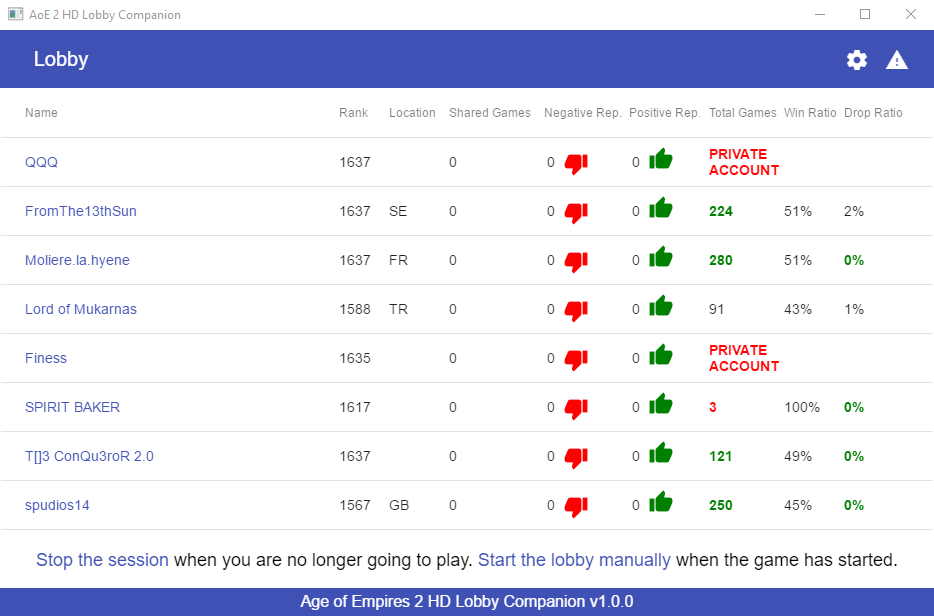 AoE 2 HD Lobby Companion
Lobby
Name Rank Location Shared Games Negative Rep. Positive Rep. Total Games Win Ratio Drop Ratio
QQQ 1637 0 0 0 PRIVATE ACCOUNT
FromThe13thSun 1637 SE 0 0 0 224 51% 2%
Moliere.la.hyene 1637 FR 0 0 0 280 51% 0%
Lord of Mukarnas 1588 TR 0 0 0 91 43% 1%
Finess 1635 0 0 0 PRIVATE ACCOUNT
SPIRIT BAKER 1617 0 0 0 3 100% 0%
T[]3 ConQu3roR 2.0 1637 0 0 0 121 49% 0%
spudios14 1567 GB 0 0 0 250 45% 0%
Stop the session when you are no longer going to play. Start the lobby manually when the game has started.
Age of Empires 2 HD Lobby Companion v1.0.0